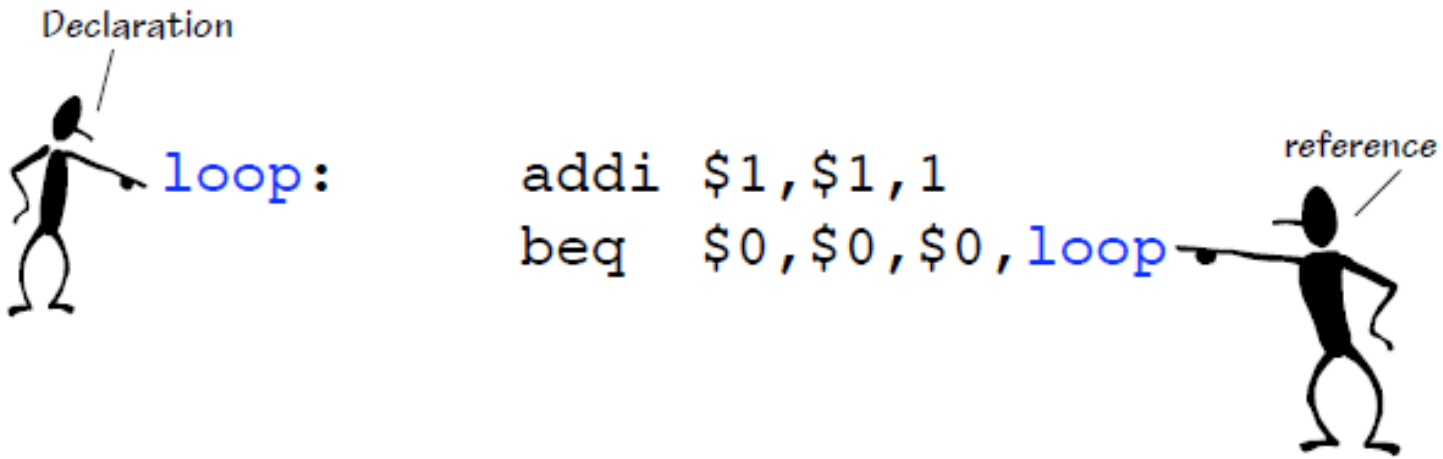 Declaration
reference
loop: addi $1,$1,1
beq $0,$0,$0,loop